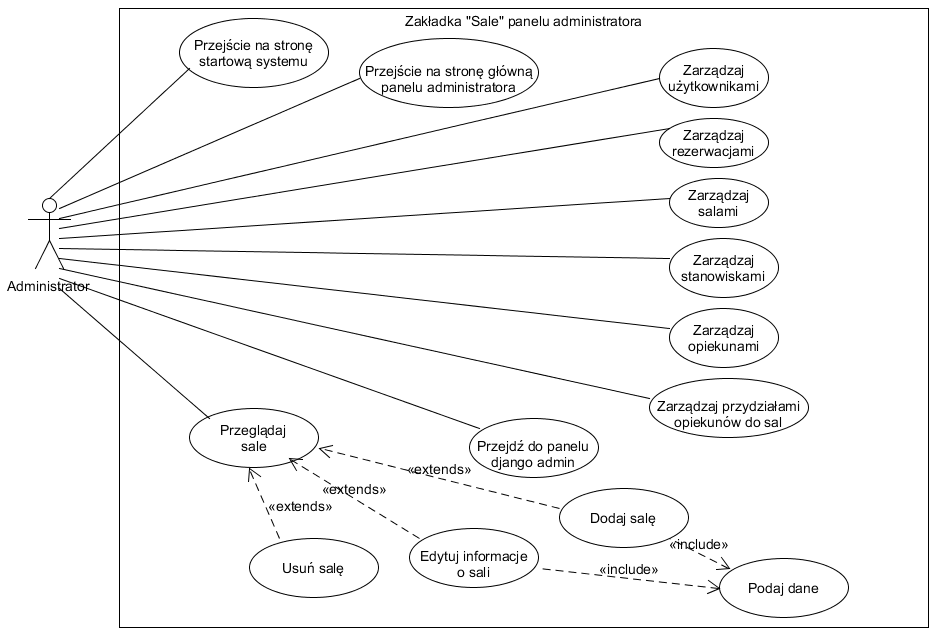 Zakładka "Sale" panelu administratora
Przejście na stronę
startową systemu
Przejście na stronę główną
panelu administratora
Zarządzaj
użytkownikami
Zarządzaj
rezerwacjami
Zarządzaj
salami
Zarządzaj
stanowiskami
Administrator
Zarządzaj
opiekunami
Zarządzaj przydziałami
opiekunów do sal
Przeglądaj
sale
Przejdź do panelu
django admin
«extends»
«extends»
«extends»
Dodaj salę
«include»
Usuń salę
Edytuj informacje
o sali
«include»
Podaj dane